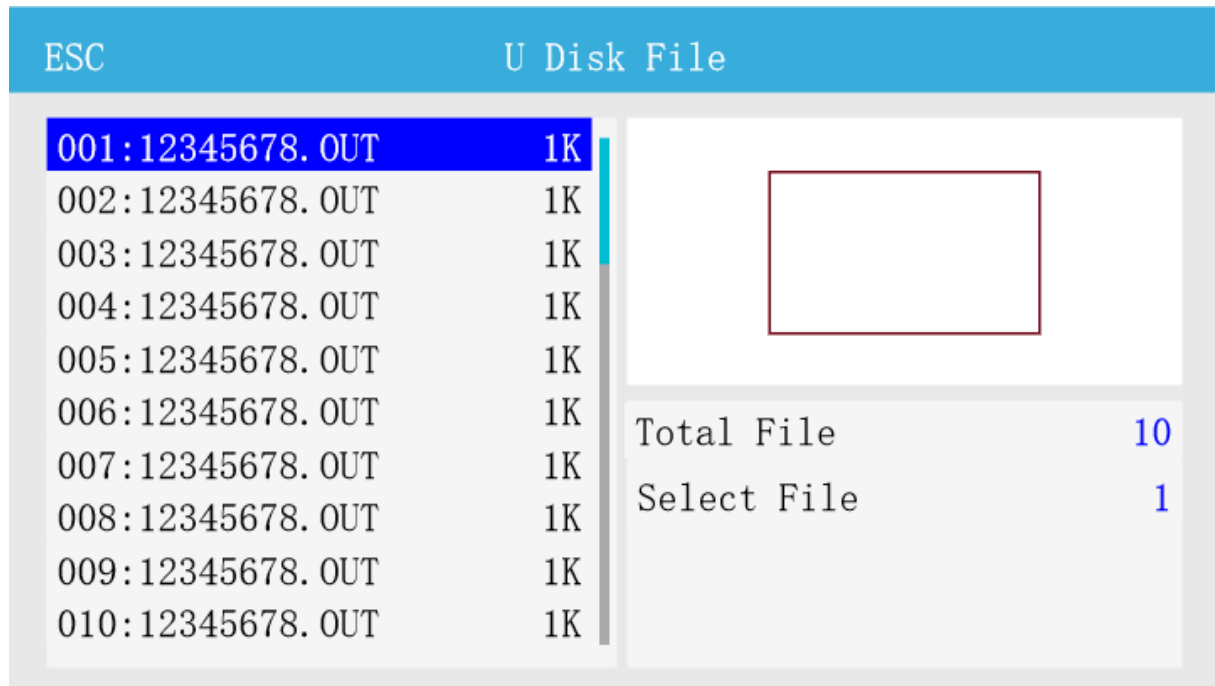 ESC U Disk File
001:12345678.OUT 1K
002:12345678.OUT 1K
003:12345678.OUT 1K
004:12345678.OUT 1K
005:12345678.OUT 1K
006:12345678.OUT 1K
007:12345678.OUT 1K
008:12345678.OUT 1K
009:12345678.OUT 1K
010:12345678.OUT 1K
Total File 10
Select File 1